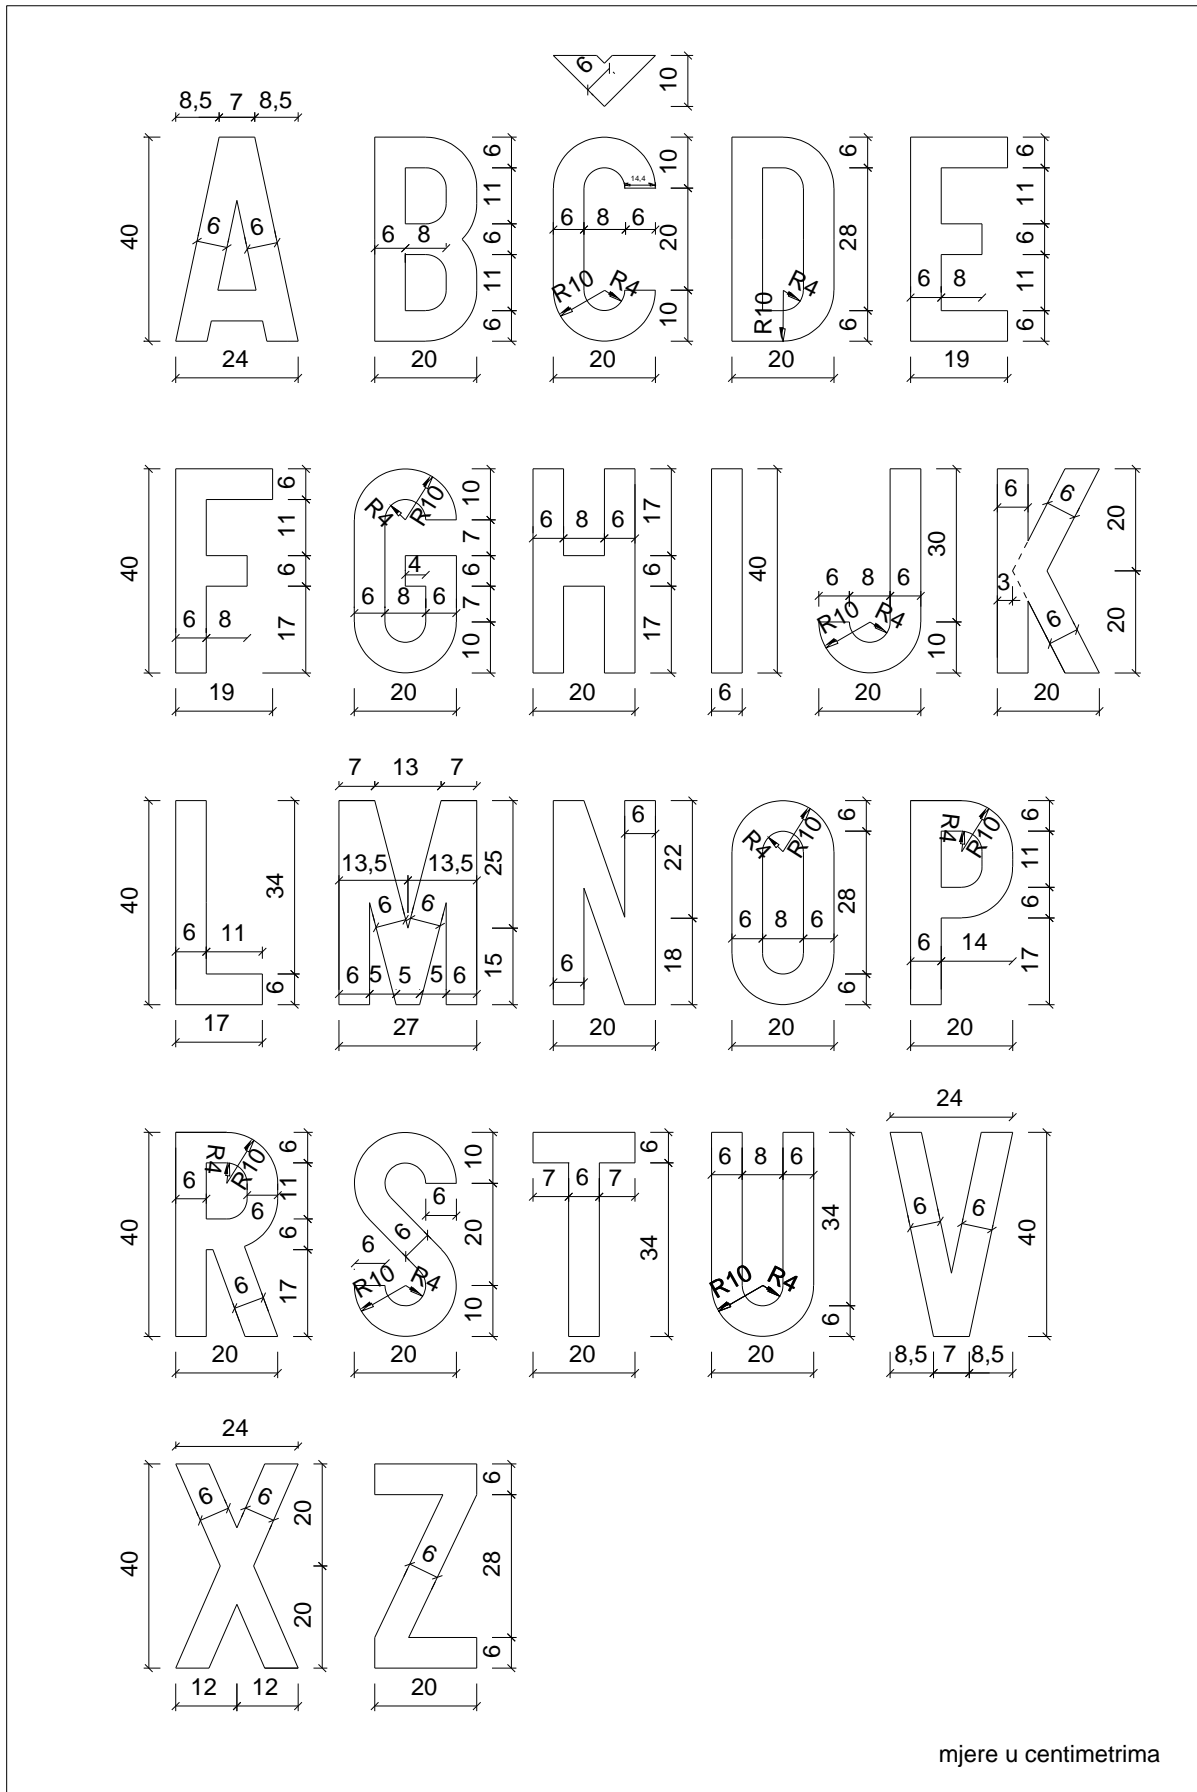 6 10
8,5 7 8,5
A B C D E
40 6 6 24
6 8 6 11 6 11 6 20
14,4 6 8 6 R10 R4 10 20 10 20
R10 R4 6 28 6 20
6 8 6 11 6 11 6 19
F G H I J K
40 6 8 6 11 6 17 19
R4 R10 4 6 8 6 10 7 6 7 10 20
6 8 6 17 6 17 20
40 6
6 8 6 R10 R4 30 10 20
6 6 3 6 20 20 20
L M N O P
40 6 11 34 6 17
7 13 7 13,5 13,5 6 6 6 5 5 5 6 25 15 27
6 6 22 18 20
R4 R10 6 8 6 6 28 6 20
R4 R10 6 14 6 11 6 17 20
R S T U V
40 R4 R10 6 6 6 6 11 6 17 20
6 6 6 R10 R4 10 20 10 20
7 6 7 6 34 20
6 8 6 R10 R4 34 6 20
24 6 6 40 8,5 7 8,5
X Z
24 40 6 6 20 20 12 12
6 6 28 6 20
mjere u centimetrima